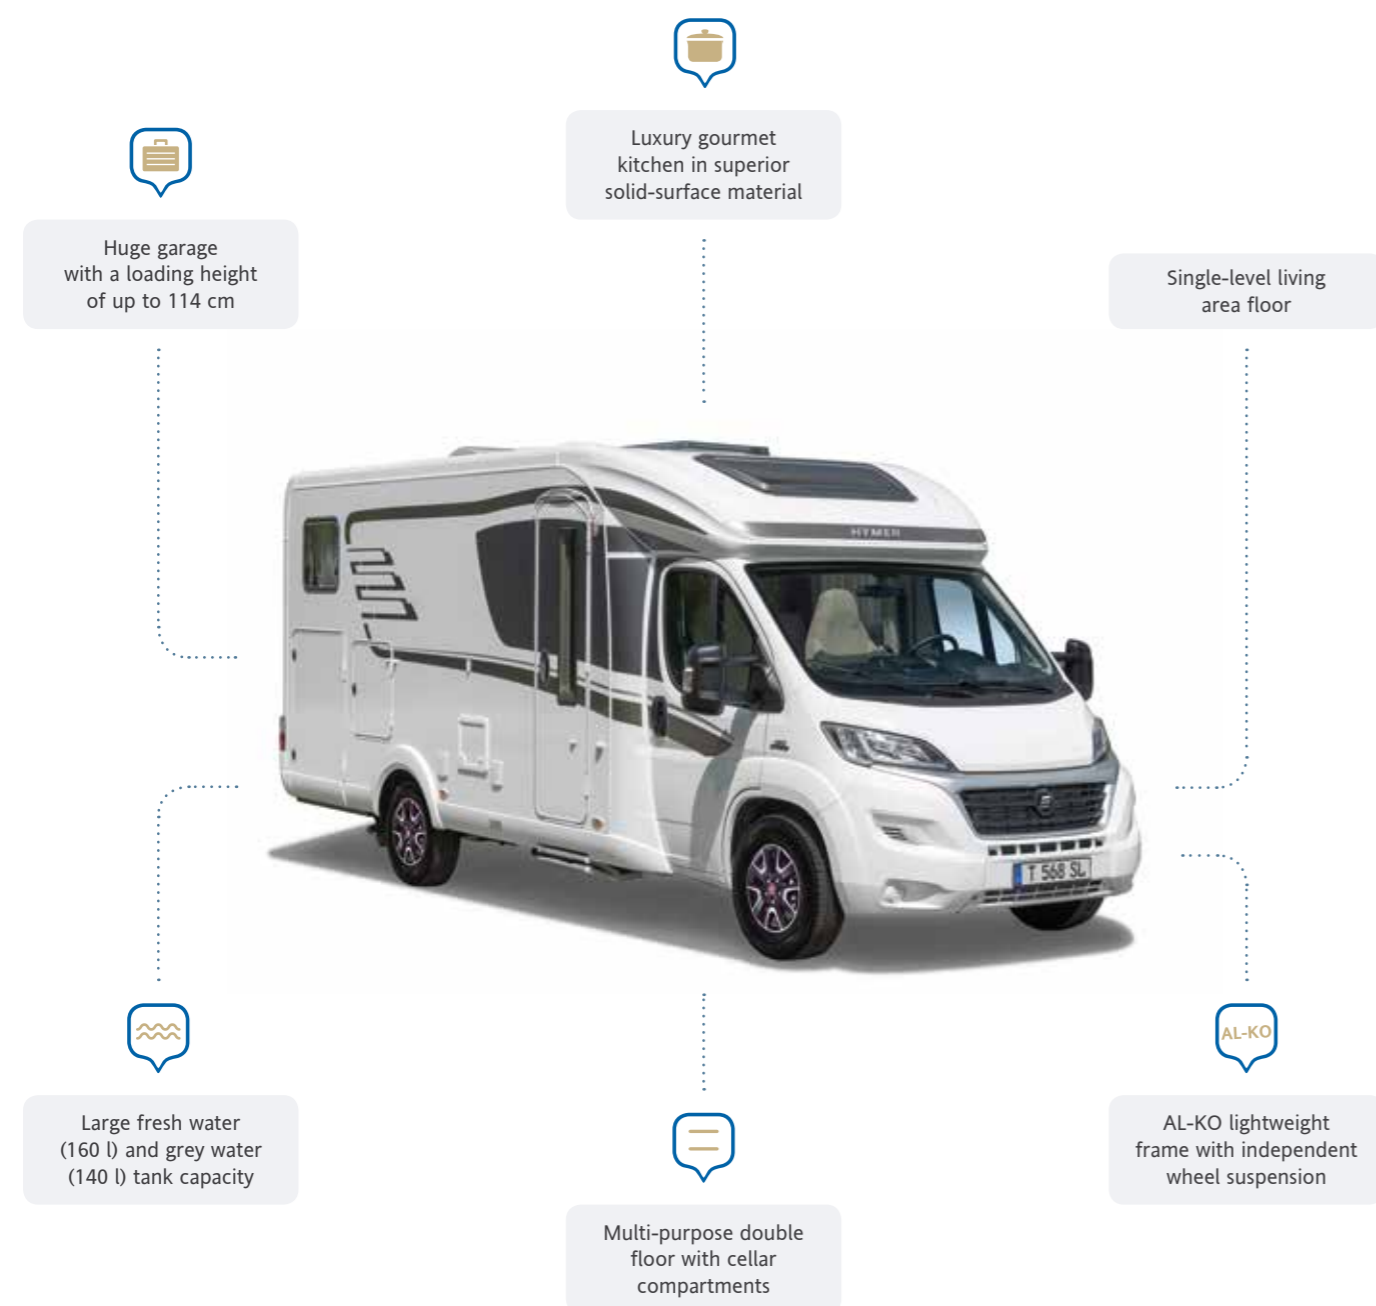 Luxury gourmet
kitchen in superior
solid-surface material
Huge garage
with a loading height
of up to 114 cm
Single-level living
area floor
HYMER
T 568 SL
AL-KO
Large fresh water
(160 l) and grey water
(140 l) tank capacity
AL-KO lightweight
frame with independent
wheel suspension
Multi-purpose double
floor with cellar
compartments